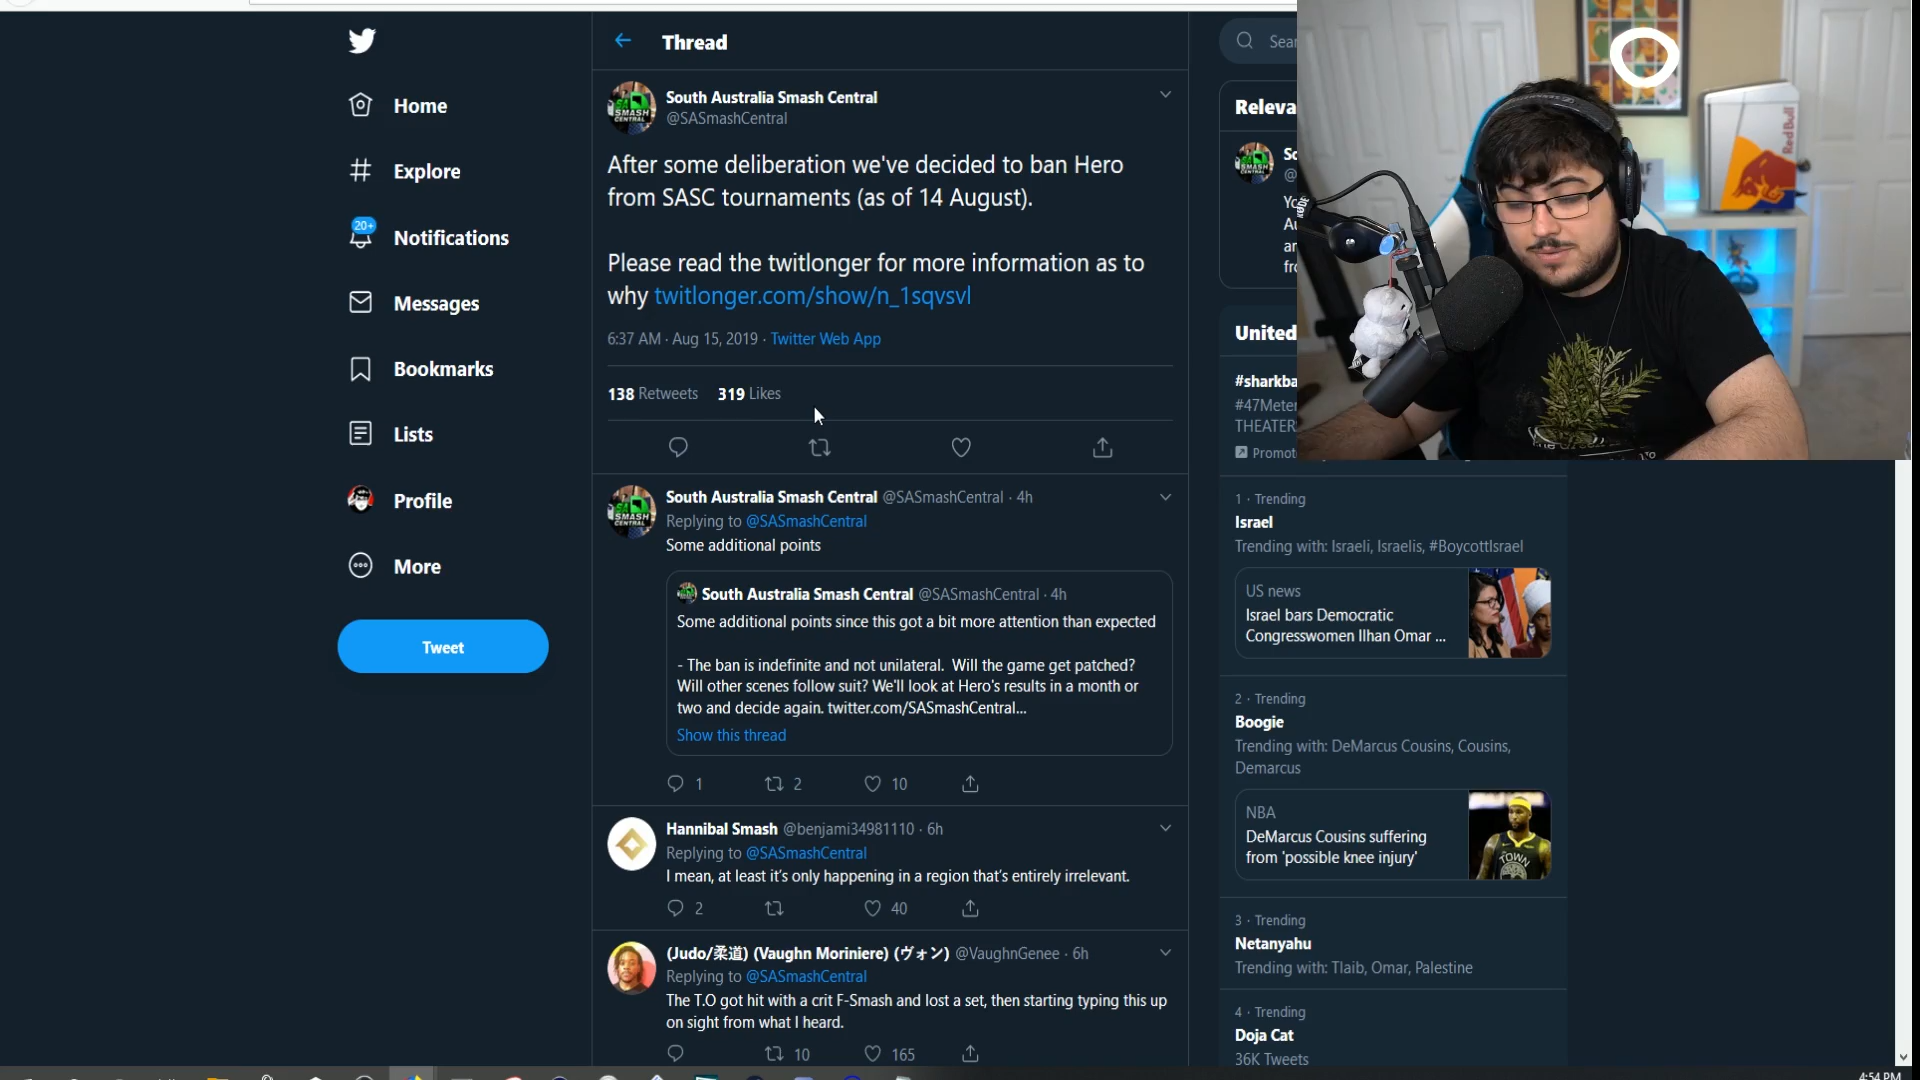 Home
Explore
20+
Notifications
Messages
Bookmarks
Lists
Profile
More
Tweet
Thread
South Australia Smash Central
@SASmashCentral
After some deliberation we've decided to ban Hero
from SASC tournaments (as of 14 August).
Please read the twitlonger for more information as to
why twitlonger.com/show/n_1sqvsvl
6:37 AM · Aug 15, 2019 · Twitter Web App
138 Retweets 319 Likes
South Australia Smash Central @SASmashCentral · 4h
Replying to @SASmashCentral
Some additional points
South Australia Smash Central @SASmashCentral · 4h
Some additional points since this got a bit more attention than expected
- The ban is indefinite and not unilateral. Will the game get patched?
Will other scenes follow suit? We'll look at Hero's results in a month or
two and decide again. twitter.com/SASmashCentral...
Show this thread
1 2 10
Hannibal Smash @benjami34981110 · 6h
Replying to @SASmashCentral
I mean, at least it's only happening in a region that's entirely irrelevant.
2 40
(Judo/柔道) (Vaughn Moriniere) (ヴォン) @VaughnGenee · 6h
Replying to @SASmashCentral
The T.O got hit with a crit F-Smash and lost a set, then starting typing this up
on sight from what I heard.
10 165
Sear
Releva
United
#sharkba
#47Meter
THEATER
Promot
1 · Trending
Israel
Trending with: Israeli, Israelis, #BoycottIsrael
US news
Israel bars Democratic
Congresswomen Ilhan Omar ...
2 · Trending
Boogie
Trending with: DeMarcus Cousins, Cousins,
Demarcus
NBA
DeMarcus Cousins suffering
from 'possible knee injury'
TOWN
3 · Trending
Netanyahu
Trending with: Tlaib, Omar, Palestine
4 · Trending
Doja Cat
36K Tweets
Red Bull
RØDE
SMASH
CENTRAL
4:54 PM